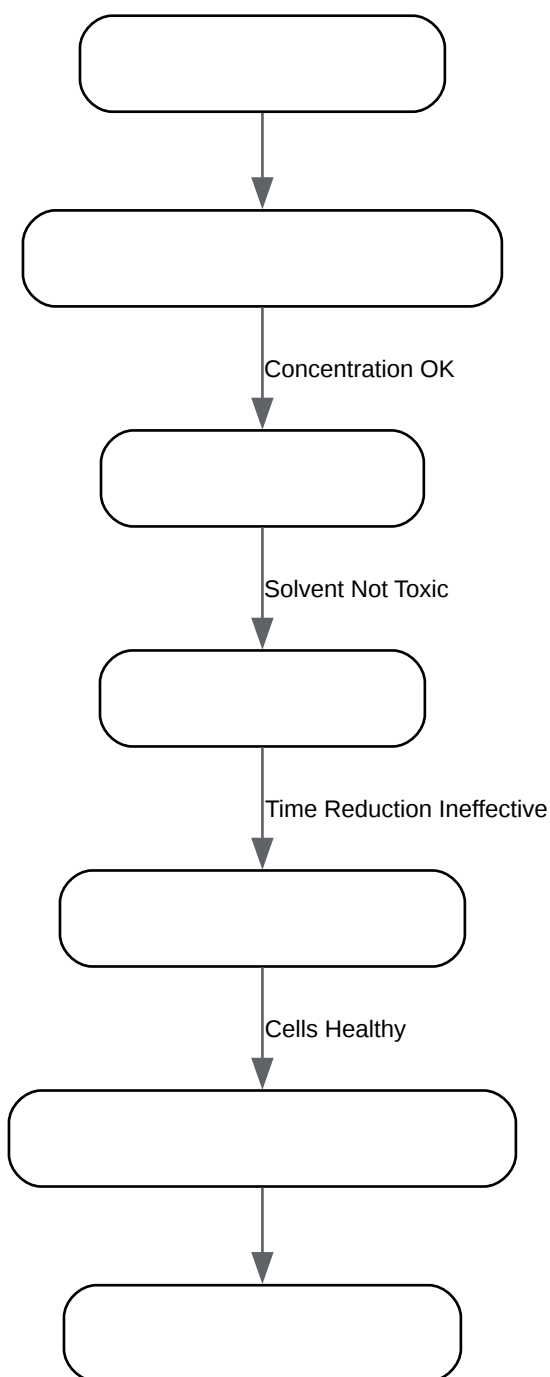 Concentration OK
Solvent Not Toxic
Time Reduction Ineffective
Cells Healthy